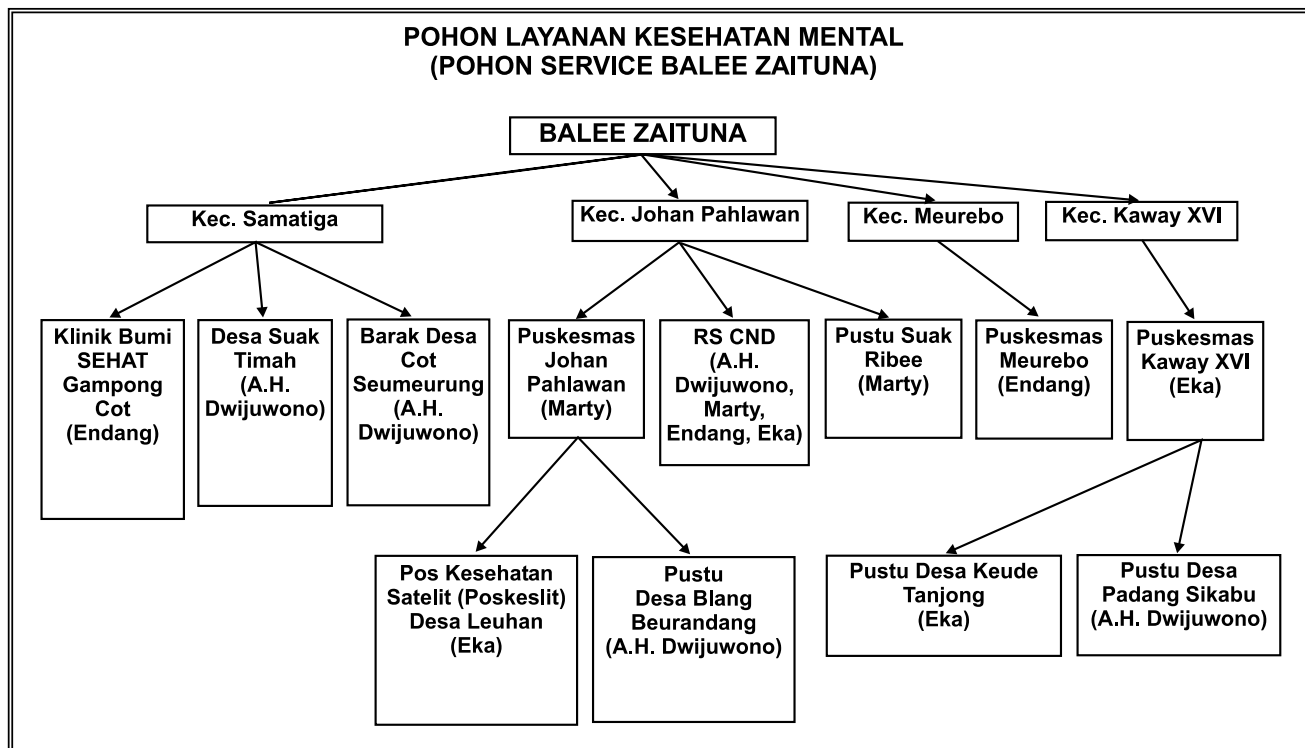 POHON LAYANAN KESEHATAN MENTAL
(POHON SERVICE BALEE ZAITUNA)
BALEE ZAITUNA
Kec. Samatiga
Kec. Johan Pahlawan
Kec. Meurebo
Kec. Kaway XVI
Klinik Bumi
SEHAT
Gampong
Cot
(Endang)
Desa Suak
Timah
(A.H.
Dwijuwono)
Barak Desa
Cot
Seumeurung
(A.H.
Dwijuwono)
Puskesmas
Johan
Pahlawan
(Marty)
RS CND
(A.H.
Dwijuwono,
Marty,
Endang, Eka)
Pustu Suak
Ribee
(Marty)
Puskesmas
Meurebo
(Endang)
Puskesmas
Kaway XVI
(Eka)
Pos Kesehatan
Satelit (Poskeslit)
Desa Leuhan
(Eka)
Pustu
Desa Blang
Beurandang
(A.H. Dwijuwono)
Pustu Desa Keude
Tanjong
(Eka)
Pustu Desa
Padang Sikabu
(A.H. Dwijuwono)